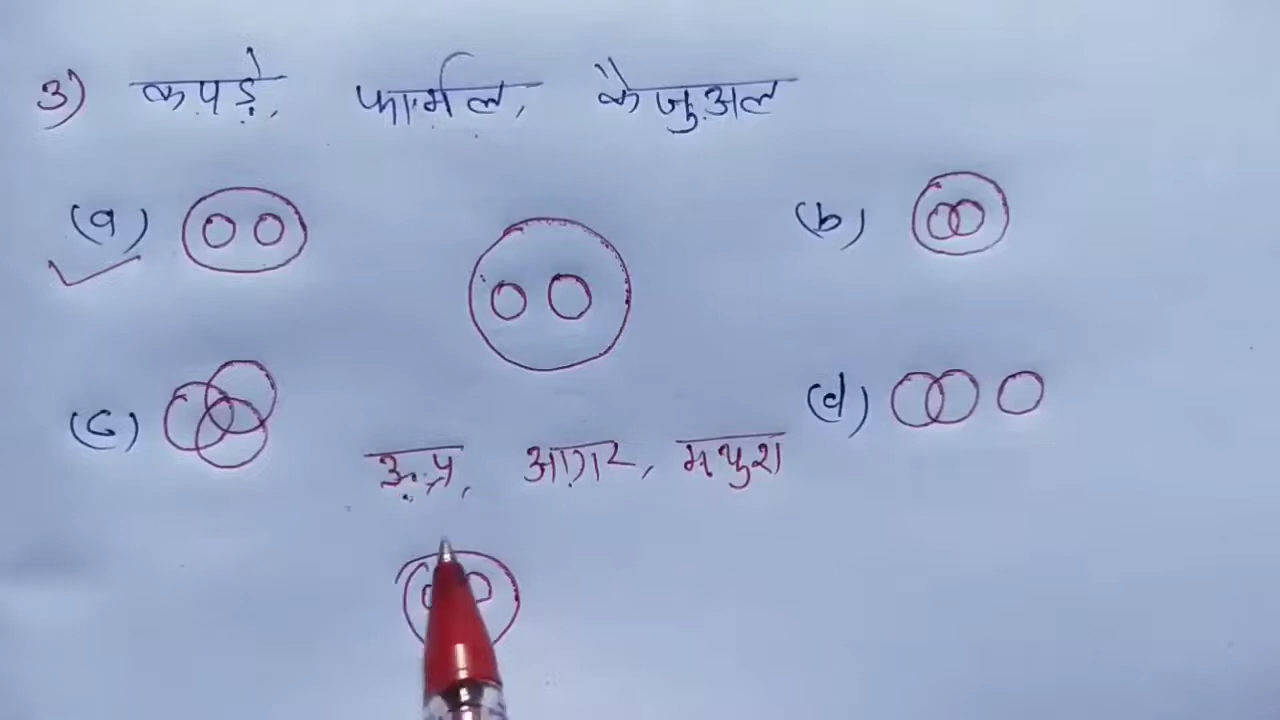 3) कपड़े, फार्मल, कैजुअल
(a) (b)
(c) (d)
ऊ.प्र, आगरा, मथुरा